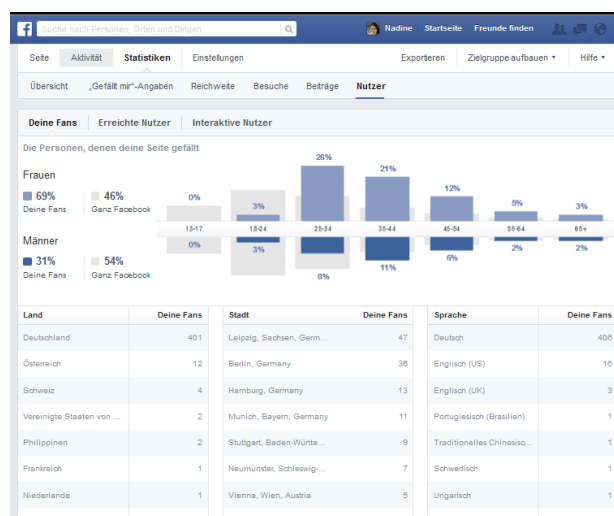 f Suche nach Personen, Orten und Dingen Nadine Startseite Freunde finden
Seite Aktivität Statistiken Einstellungen Exportieren Zielgruppe aufbauen Hilfe
Übersicht „Gefällt mir“-Angaben Reichweite Besuche Beiträge Nutzer
Deine Fans Erreichte Nutzer Interaktive Nutzer
Die Personen, denen deine Seite gefällt
Frauen
69% 46%
Deine Fans Ganz Facebook
0% 3% 26% 21% 12% 5% 3%
13-17 18-24 25-34 35-44 45-54 55-64 65+
Männer
31% 54%
Deine Fans Ganz Facebook
0% 3% 8% 11% 6% 2% 2%
Land Deine Fans Stadt Deine Fans Sprache Deine Fans
Deutschland 401 Leipzig, Sachsen, Germ... 47 Deutsch 406
Österreich 12 Berlin, Germany 36 Englisch (US) 16
Schweiz 4 Hamburg, Germany 13 Englisch (UK) 3
Vereinigte Staaten von ... 2 Munich, Bayern, Germany 11 Portugiesisch (Brasilien) 1
Philippinen 2 Stuttgart, Baden-Württe... 9 Traditionelles Chinesisc... 1
Frankreich 1 Neumünster, Schleswig-... 7 Schwedisch 1
Niederlande 1 Vienna, Wien, Austria 5 Ungarisch 1